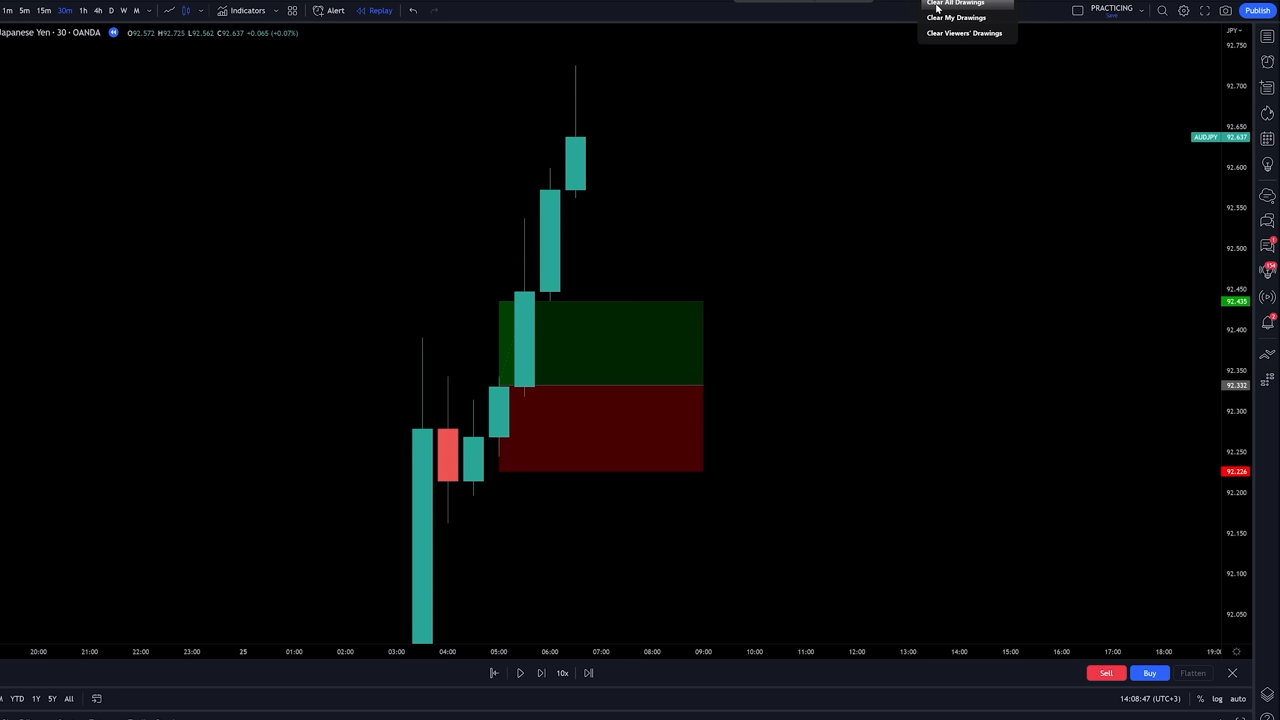 Clear All Drawings
1m 5m 15m 30m 1h 4h D W M Indicators Alert Replay PRACTICING Save Publish
Clear My Drawings
Japanese Yen · 30 · OANDA O92.572 H92.725 L92.562 C92.637 +0.065 (+0.07%)
Clear Viewers' Drawings
JPY
92.750
92.700
92.650
AUDJPY 92.637
92.600
92.550
92.500
92.450
92.435
92.400
92.350
92.332
92.300
92.250
92.226
92.200
92.150
92.100
92.050
20:00 21:00 22:00 23:00 25 01:00 02:00 03:00 04:00 05:00 06:00 07:00 08:00 09:00 10:00 11:00 12:00 13:00 14:00 15:00 16:00 17:00 18:00 19:0
10x Sell Buy Flatten
YTD 1Y 5Y All 14:08:47 (UTC+3) % log auto